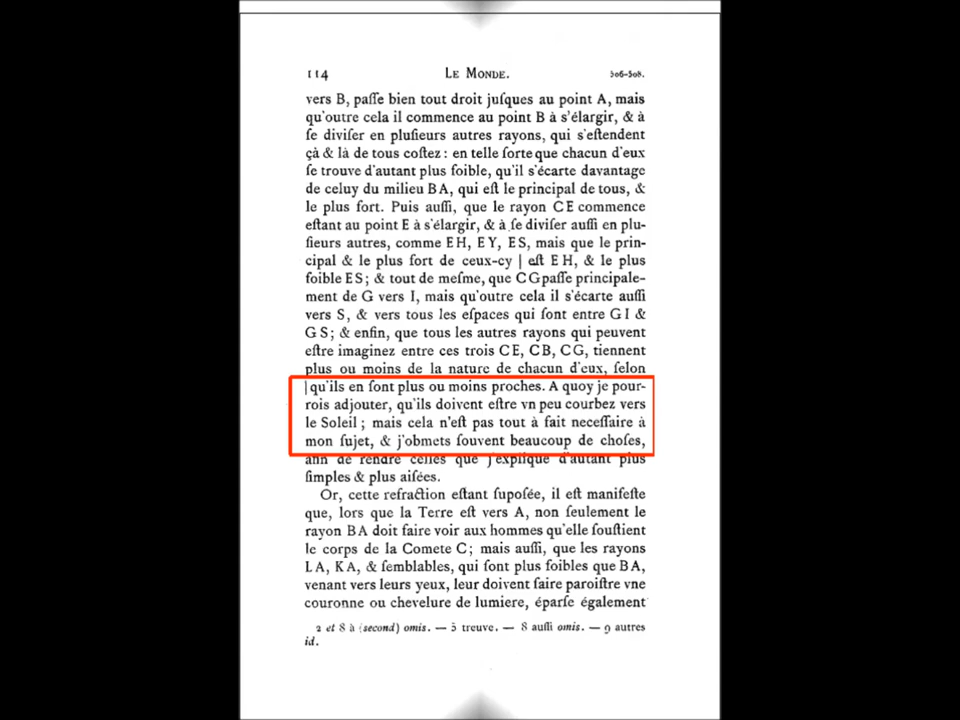 114 LE MONDE. 506-508.
vers B, paſſe bien tout droit juſques au point A, mais
qu'outre cela il commence au point B à s'élargir, & à
ſe diviſer en pluſieurs autres rayons, qui s'eſtendent
çà & là de tous coſtez : en telle ſorte que chacun d'eux
ſe trouve d'autant plus foible, qu'il s'écarte davantage
de celuy du milieu BA, qui eſt le principal de tous, &
le plus fort. Puis auſſi, que le rayon CE commence
eſtant au point E à s'élargir, & à ſe diviſer auſſi en plu-
ſieurs autres, comme EH, EY, ES, mais que le prin-
cipal & le plus fort de ceux-cy | eſt EH, & le plus
foible ES ; & tout de meſme, que CG paſſe principale-
ment de G vers I, mais qu'outre cela il s'écarte auſſi
vers S, & vers tous les eſpaces qui ſont entre GI &
GS ; & enfin, que tous les autres rayons qui peuvent
eſtre imaginez entre ces trois CE, CB, CG, tiennent
plus ou moins de la nature de chacun d'eux, ſelon
| qu'ils en ſont plus ou moins proches. A quoy je pour-
rois adjouter, qu'ils doivent eſtre vn peu courbez vers
le Soleil ; mais cela n'eſt pas tout à fait neceſſaire à
mon ſujet, & j'obmets ſouvent beaucoup de choſes,
afin de rendre celles que j'explique d'autant plus
ſimples & plus aiſées.
Or, cette refraction eſtant ſupoſée, il eſt manifeſte
que, lors que la Terre eſt vers A, non ſeulement le
rayon BA doit faire voir aux hommes qu'elle ſouſtient
le corps de la Comete C ; mais auſſi, que les rayons
LA, KA, & ſemblables, qui ſont plus foibles que BA,
venant vers leurs yeux, leur doivent faire paroiſtre vne
couronne ou chevelure de lumiere, éparſe également
2 et 8 à (second) omis. — 5 treuve. — 8 auſſi omis. — 9 autres
id.